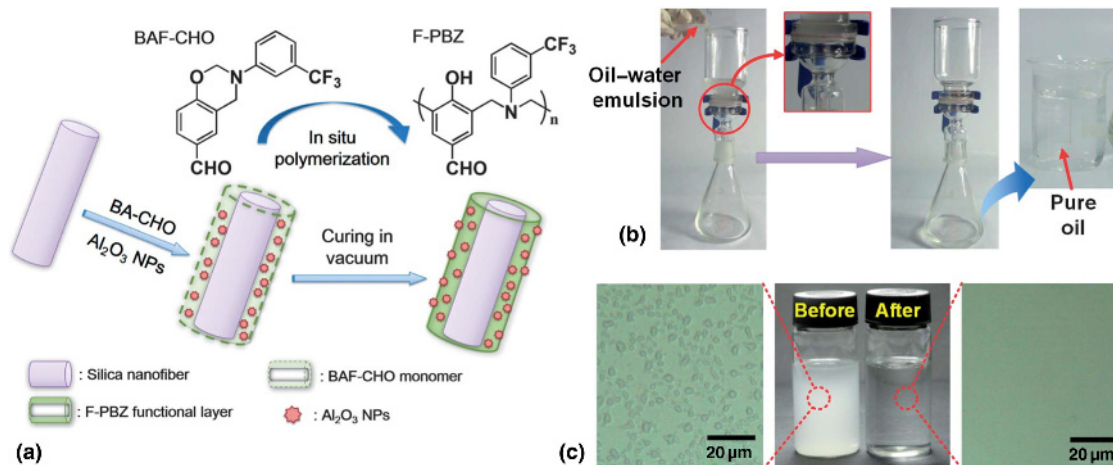 BAF-CHO
O
N
CF₃
CHO
In situ
polymerization
F-PBZ
CF₃
OH
N
n
CHO
BA-CHO
Al₂O₃ NPs
Curing in
vacuum
: Silica nanofiber
: BAF-CHO monomer
: F-PBZ functional layer
: Al₂O₃ NPs
(a)
Oil–water
emulsion
Pure
oil
(b)
Before
After
20 µm
20 µm
(c)